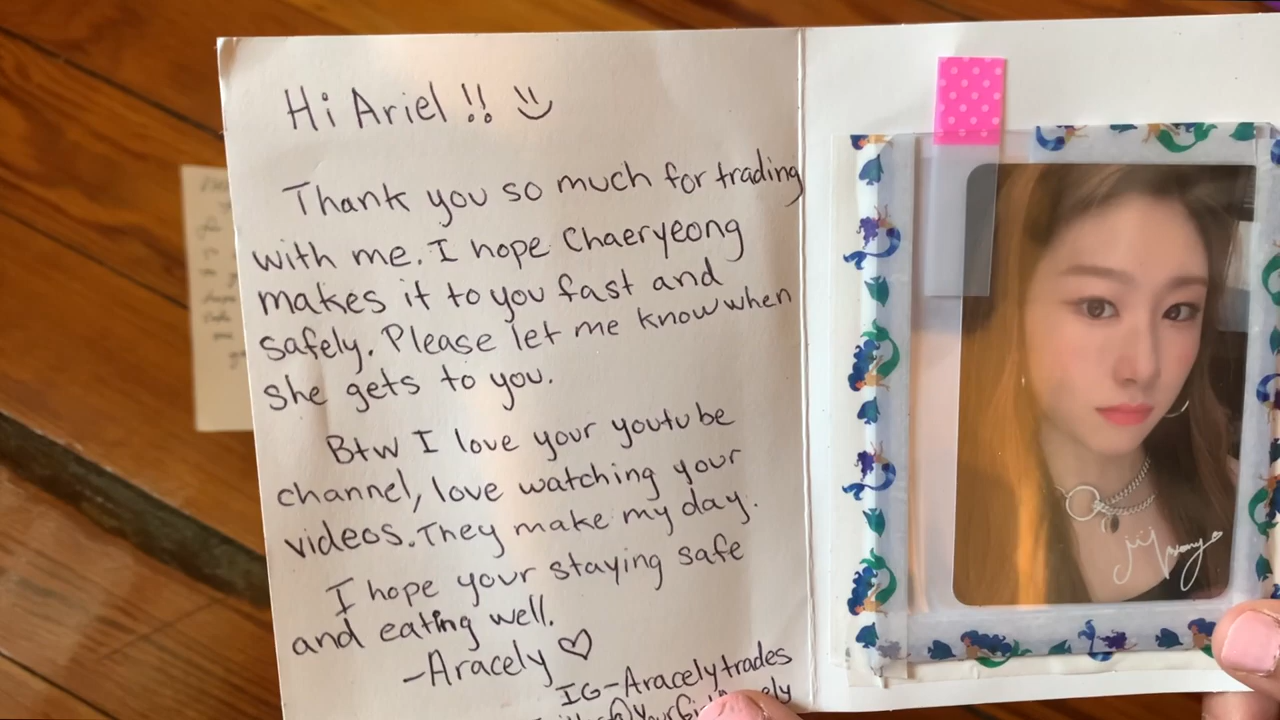 Hi Ariel !!
Thank you so much for trading
with me. I hope Chaeryeong
makes it to you fast and
safely. Please let me know when
she gets to you.
Btw I love your youtube
channel, love watching your
videos. They make my day.
I hope your staying safe
and eating well.
-Aracely ♡
IG-Aracelytrades